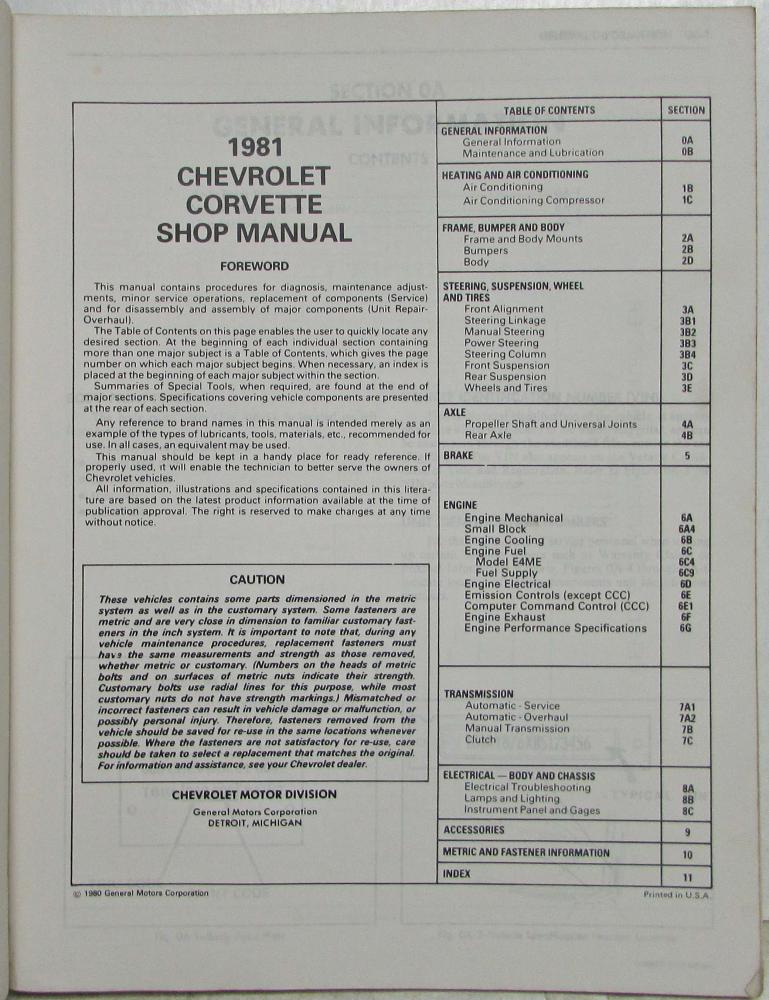 1981
CHEVROLET
CORVETTE
SHOP MANUAL
FOREWORD
This manual contains procedures for diagnosis, maintenance adjust-
ments, minor service operations, replacement of components (Service)
and for disassembly and assembly of major components (Unit Repair-
Overhaul).
The Table of Contents on this page enables the user to quickly locate any
desired section. At the beginning of each individual section containing
more than one major subject is a Table of Contents, which gives the page
number on which each major subject begins. When necessary, an index is
placed at the beginning of each major subject within the section.
Summaries of Special Tools, when required, are found at the end of
major sections. Specifications covering vehicle components are presented
at the rear of each section.
Any reference to brand names in this manual is intended merely as an
example of the types of lubricants, tools, materials, etc., recommended for
use. In all cases, an equivalent may be used.
This manual should be kept in a handy place for ready reference. If
properly used, it will enable the technician to better serve the owners of
Chevrolet vehicles.
All information, illustrations and specifications contained in this litera-
ture are based on the latest product information available at the time of
publication approval. The right is reserved to make changes at any time
without notice.
CAUTION
These vehicles contains some parts dimensioned in the metric
system as well as in the customary system. Some fasteners are
metric and are very close in dimension to familiar customary fast-
eners in the inch system. It is important to note that, during any
vehicle maintenance procedures, replacement fasteners must
have the same measurements and strength as those removed,
whether metric or customary. (Numbers on the heads of metric
bolts and on surfaces of metric nuts indicate their strength.
Customary bolts use radial lines for this purpose, while most
customary nuts do not have strength markings.) Mismatched or
incorrect fasteners can result in vehicle damage or malfunction, or
possibly personal injury. Therefore, fasteners removed from the
vehicle should be saved for re-use in the same locations whenever
possible. Where the fasteners are not satisfactory for re-use, care
should be taken to select a replacement that matches the original.
For information and assistance, see your Chevrolet dealer.
CHEVROLET MOTOR DIVISION
General Motors Corporation
DETROIT, MICHIGAN
TABLE OF CONTENTS SECTION
GENERAL INFORMATION
General Information 0A
Maintenance and Lubrication 0B
HEATING AND AIR CONDITIONING
Air Conditioning 1B
Air Conditioning Compressor 1C
FRAME, BUMPER AND BODY
Frame and Body Mounts 2A
Bumpers 2B
Body 2D
STEERING, SUSPENSION, WHEEL
AND TIRES
Front Alignment 3A
Steering Linkage 3B1
Manual Steering 3B2
Power Steering 3B3
Steering Column 3B4
Front Suspension 3C
Rear Suspension 3D
Wheels and Tires 3E
AXLE
Propeller Shaft and Universal Joints 4A
Rear Axle 4B
BRAKE 5
ENGINE
Engine Mechanical 6A
Small Block 6A4
Engine Cooling 6B
Engine Fuel 6C
Model E4ME 6C4
Fuel Supply 6C9
Engine Electrical 6D
Emission Controls (except CCC) 6E
Computer Command Control (CCC) 6E1
Engine Exhaust 6F
Engine Performance Specifications 6G
TRANSMISSION
Automatic - Service 7A1
Automatic - Overhaul 7A2
Manual Transmission 7B
Clutch 7C
ELECTRICAL — BODY AND CHASSIS
Electrical Troubleshooting 8A
Lamps and Lighting 8B
Instrument Panel and Gages 8C
ACCESSORIES 9
METRIC AND FASTENER INFORMATION 10
INDEX 11
© 1980 General Motors Corporation
Printed in U.S.A.